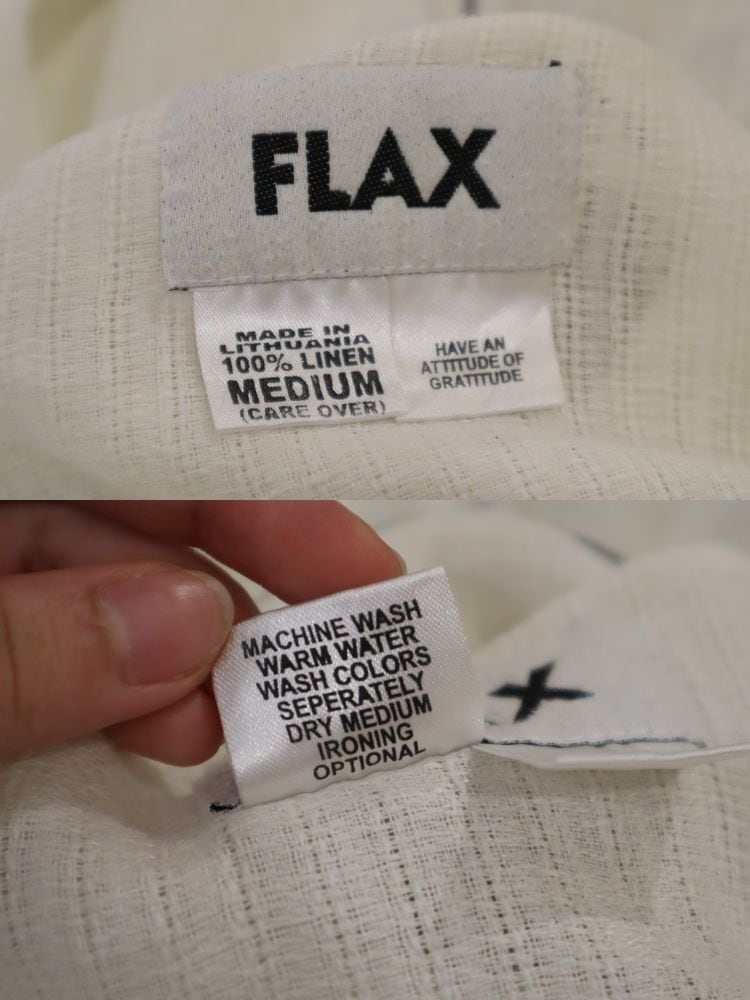 FLAX
MADE IN
LITHUANIA
100% LINEN
MEDIUM
(CARE OVER)
HAVE AN
ATTITUDE OF
GRATITUDE
MACHINE WASH
WARM WATER
WASH COLORS
SEPERATELY
DRY MEDIUM
IRONING
OPTIONAL
X